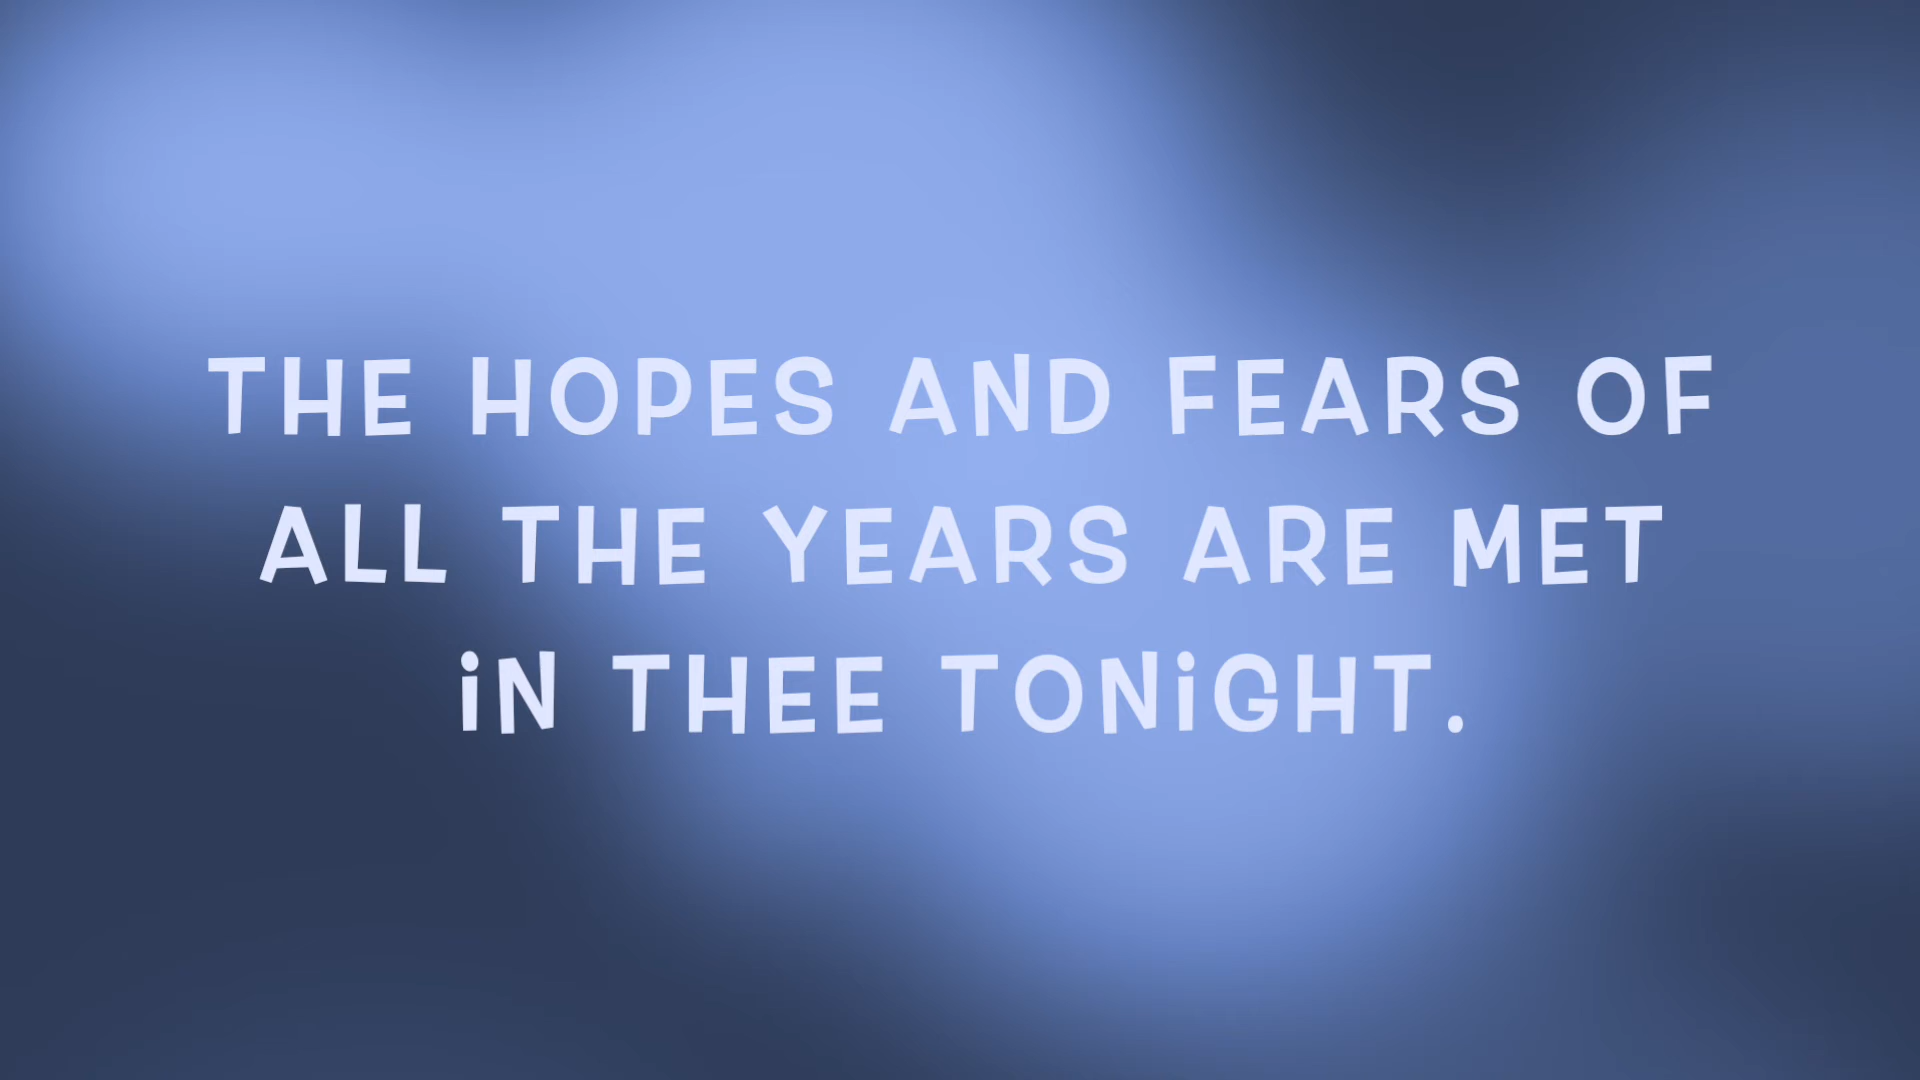 THE HOPES AND FEARS OF
ALL THE YEARS ARE MET
iN THEE TONiGHT.